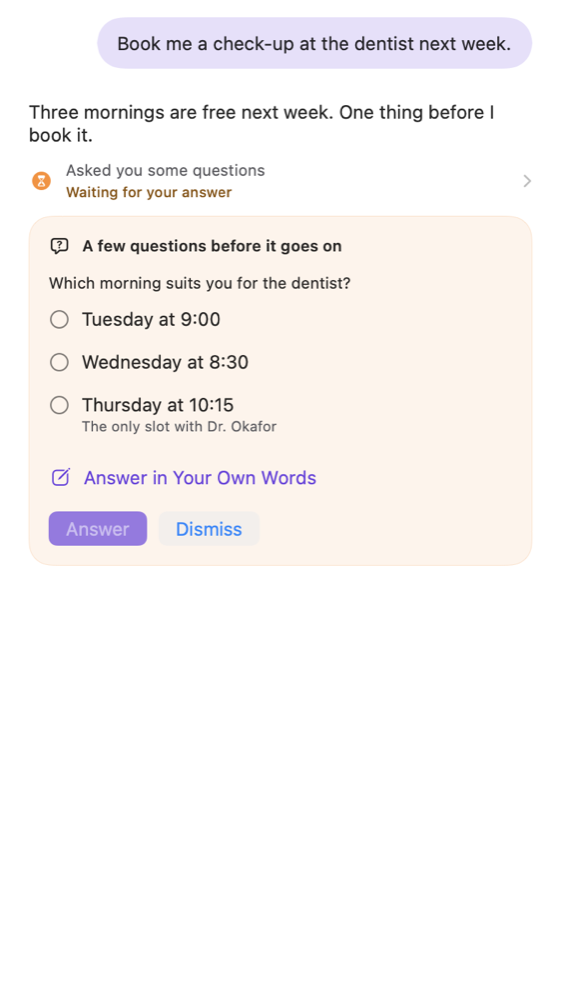 Book me a check-up at the dentist next week.
Three mornings are free next week. One thing before I
book it.
Asked you some questions
Waiting for your answer
A few questions before it goes on
Which morning suits you for the dentist?
Tuesday at 9:00
Wednesday at 8:30
Thursday at 10:15
The only slot with Dr. Okafor
Answer in Your Own Words
Answer
Dismiss